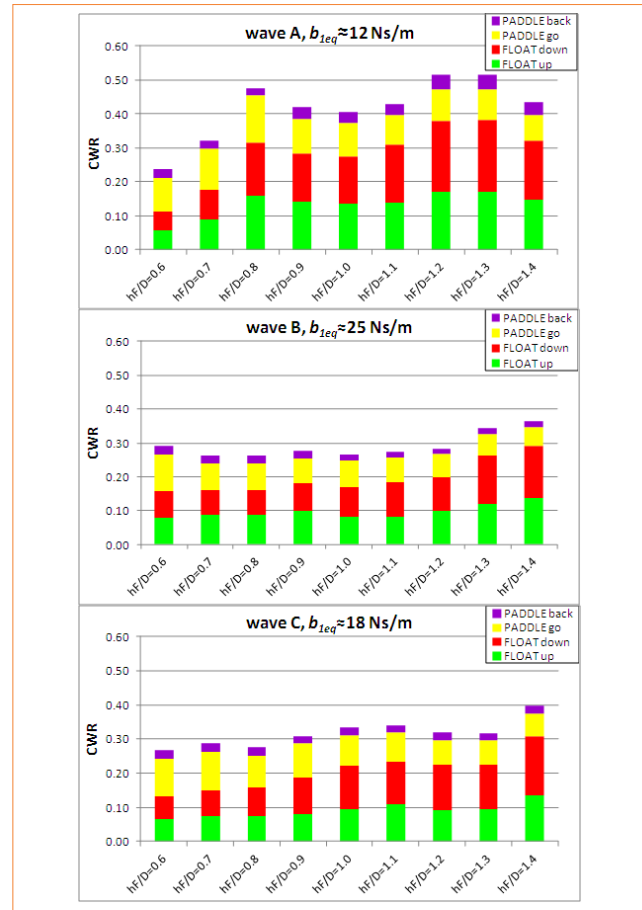 wave A, b1eq≈12 Ns/m
PADDLE back
PADDLE go
FLOAT down
FLOAT up
CWR
0.60
0.50
0.40
0.30
0.20
0.10
0.00
hF/D=0.6
hF/D=0.7
hF/D=0.8
hF/D=0.9
hF/D=1.0
hF/D=1.1
hF/D=1.2
hF/D=1.3
hF/D=1.4
wave B, b1eq≈25 Ns/m
PADDLE back
PADDLE go
FLOAT down
FLOAT up
CWR
0.60
0.50
0.40
0.30
0.20
0.10
0.00
hF/D=0.6
hF/D=0.7
hF/D=0.8
hF/D=0.9
hF/D=1.0
hF/D=1.1
hF/D=1.2
hF/D=1.3
hF/D=1.4
wave C, b1eq≈18 Ns/m
PADDLE back
PADDLE go
FLOAT down
FLOAT up
CWR
0.60
0.50
0.40
0.30
0.20
0.10
0.00
hF/D=0.6
hF/D=0.7
hF/D=0.8
hF/D=0.9
hF/D=1.0
hF/D=1.1
hF/D=1.2
hF/D=1.3
hF/D=1.4